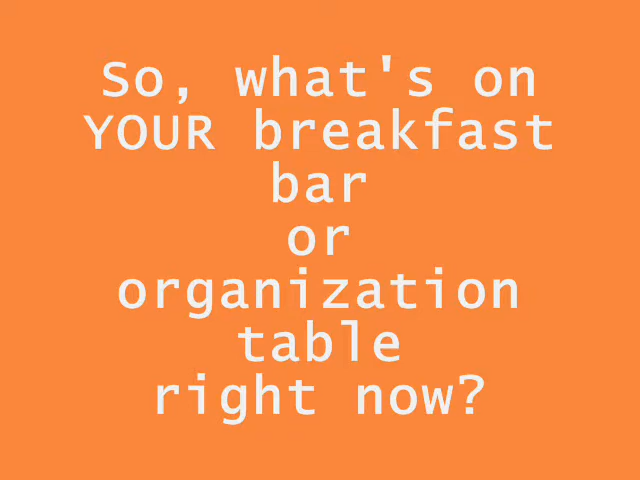 So, what's on
YOUR breakfast
bar
or
organization
table
right now?